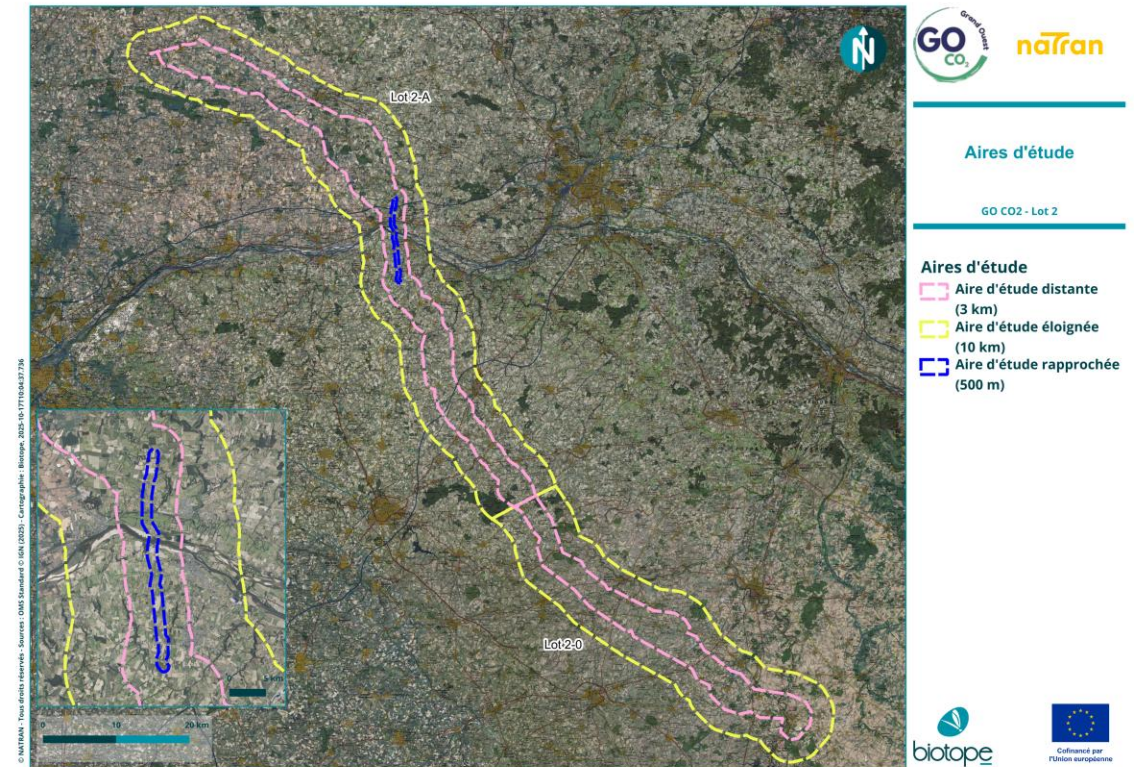 Lot 2-A
Lot 2-0
N
5 km
0 10 20 km
© NATRAN - Tous droits réservés - Sources : OMS Standard © IGN (2025) - Cartographie : Biotope, 2025-10-17T10:04:37.736
GO
CO₂
Grand Ouest
naTran
Aires d'étude
GO CO2 - Lot 2
Aires d'étude
Aire d'étude distante
(3 km)
Aire d'étude éloignée
(10 km)
Aire d'étude rapprochée
(500 m)
biotope
Cofinancé par
l'Union européenne